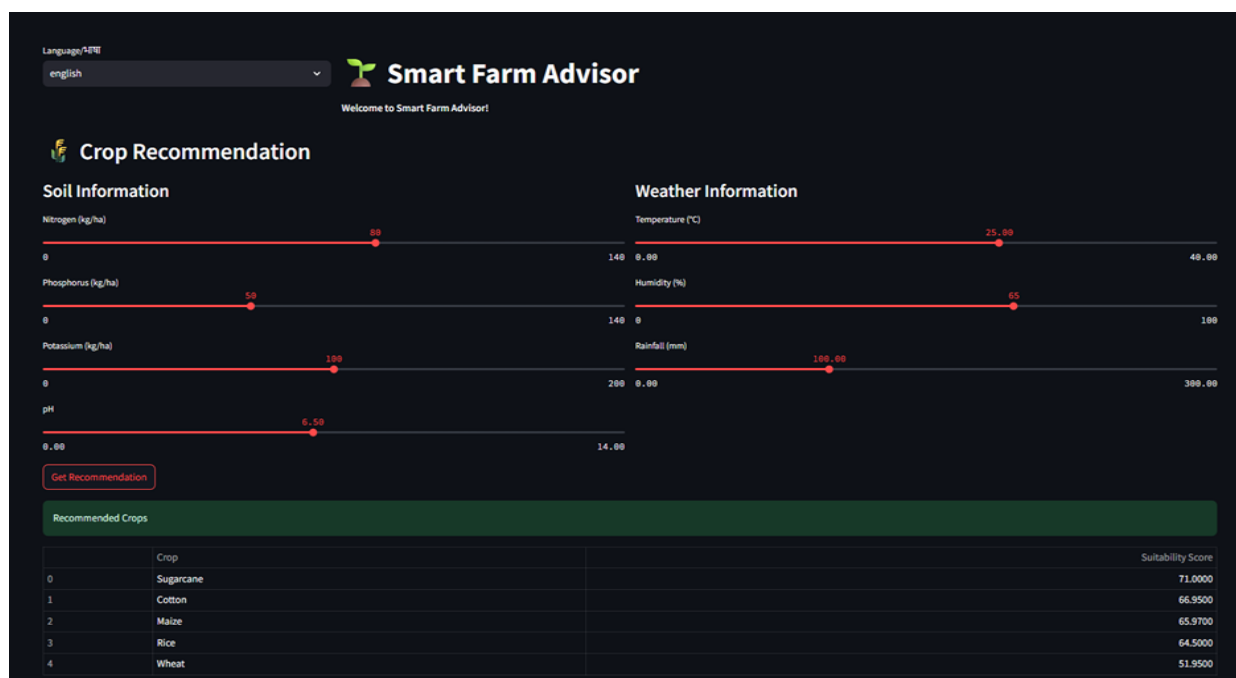 Language/भाषा
english
Smart Farm Advisor
Welcome to Smart Farm Advisor!
Crop Recommendation
Soil Information
Nitrogen (kg/ha)
80
0 140
Phosphorus (kg/ha)
50
0 140
Potassium (kg/ha)
100
0 200
pH
6.50
0.00 14.00
Weather Information
Temperature (°C)
25.00
0.00 40.00
Humidity (%)
65
0 100
Rainfall (mm)
100.00
0.00 300.00
Get Recommendation
Recommended Crops
Crop Suitability Score
0 Sugarcane 71.0000
1 Cotton 66.9500
2 Maize 65.9700
3 Rice 64.5000
4 Wheat 51.9500